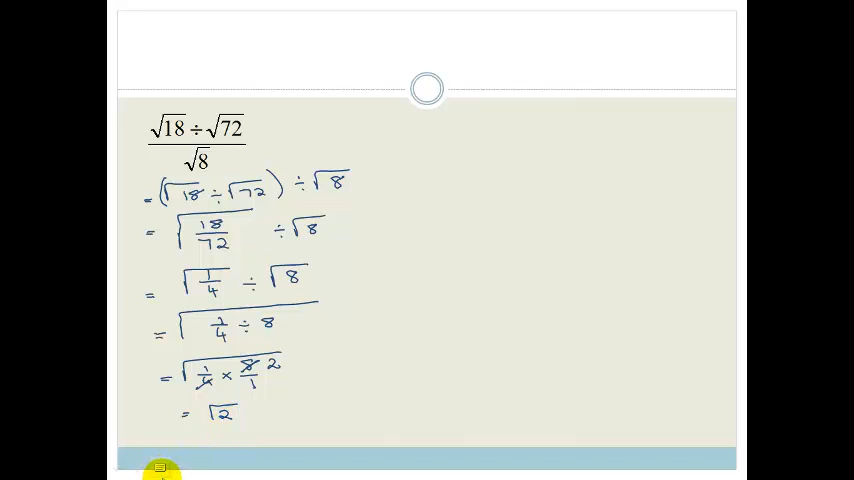 √18 ÷ √72
√8
= (√18 ÷ √72) ÷ √8
= √18/72 ÷ √8
= √1/4 ÷ √8
= √1/4 ÷ 8
= √1/4 × 8/1 2
= √2